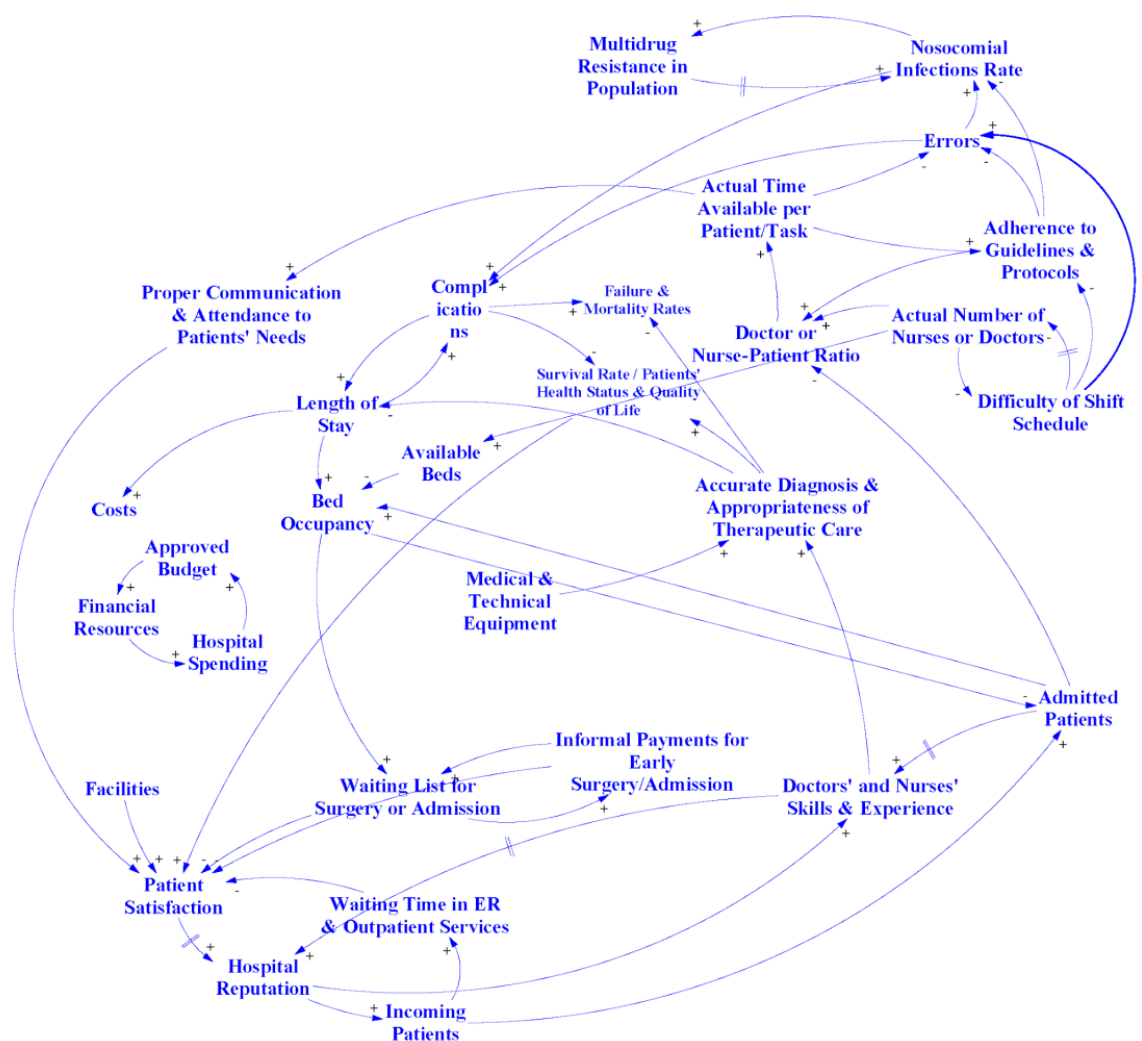 Multidrug
Resistance in
Population
Nosocomial
Infections Rate
Errors
Actual Time
Available per
Patient/Task
Adherence to
Guidelines &
Protocols
Proper Communication
& Attendance to
Patients' Needs
Compl
icatio
ns
Failure &
Mortality Rates
Doctor or
Nurse-Patient Ratio
Actual Number of
Nurses or Doctors
Survival Rate / Patients'
Health Status & Quality
of Life
Difficulty of Shift
Schedule
Length of
Stay
Available
Beds
Costs
Bed
Occupancy
Accurate Diagnosis &
Appropriateness of
Therapeutic Care
Approved
Budget
Financial
Resources
Hospital
Spending
Medical &
Technical
Equipment
Admitted
Patients
Informal Payments for
Early
Surgery/Admission
Waiting List for
Surgery or Admission
Doctors' and Nurses'
Skills & Experience
Facilities
Patient
Satisfaction
Waiting Time in ER
& Outpatient Services
Hospital
Reputation
Incoming
Patients